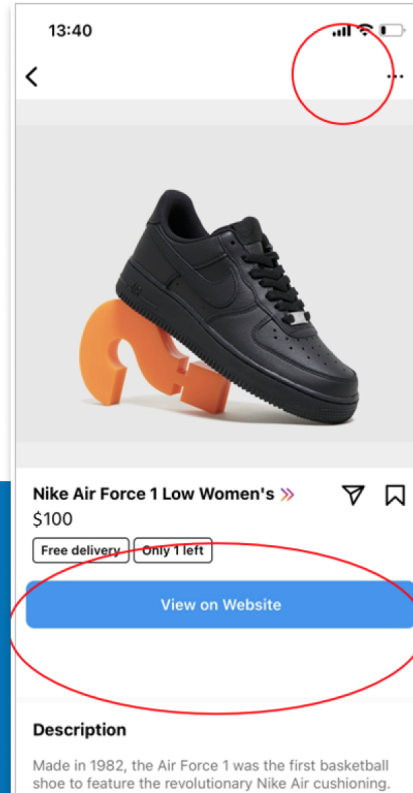 13:40
Nike Air Force 1 Low Women's
$100
Free delivery Only 1 left
View on Website
Description
Made in 1982, the Air Force 1 was the first basketball
shoe to feature the revolutionary Nike Air cushioning.